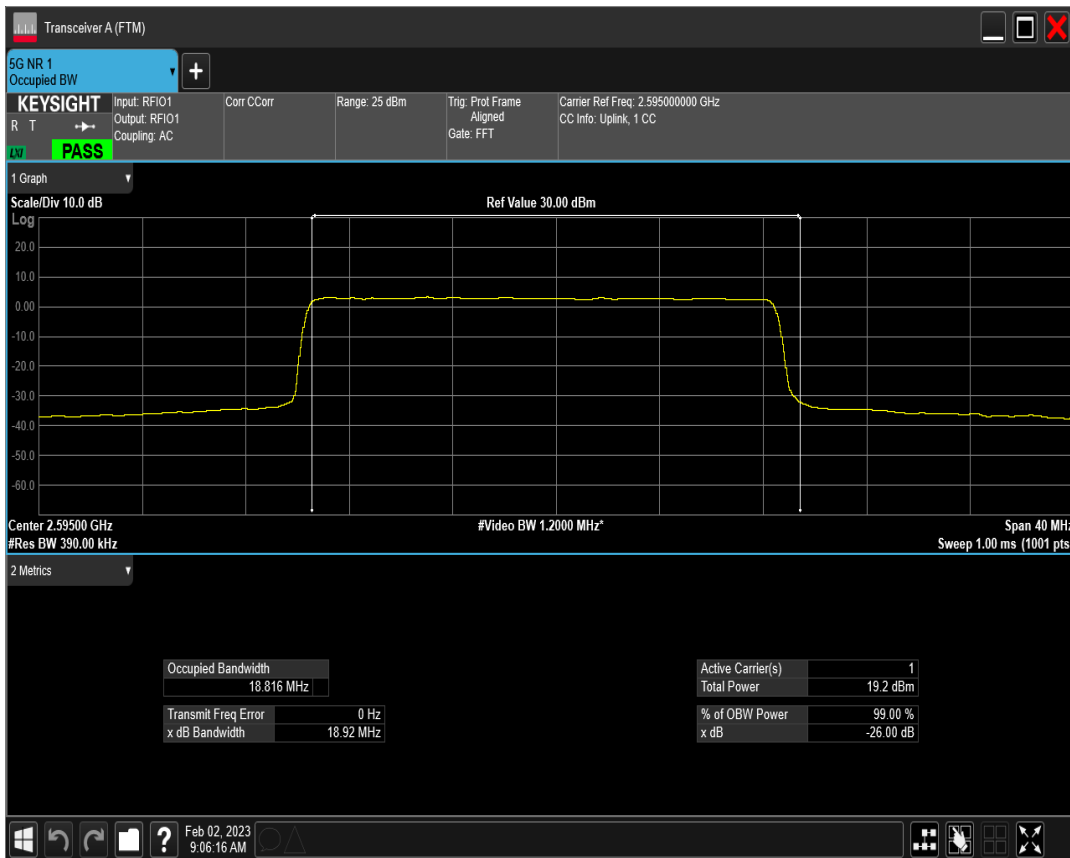 Transceiver A (FTM)
5G NR 1
Occupied BW
+
KEYSIGHT
R T
LXI
PASS
Input: RFIO1
Output: RFIO1
Coupling: AC
Corr CCorr
Range: 25 dBm
Trig: Prot Frame
Aligned
Gate: FFT
Carrier Ref Freq: 2.595000000 GHz
CC Info: Uplink, 1 CC
1 Graph
Scale/Div 10.0 dB
Ref Value 30.00 dBm
Log
20.0
10.0
0.00
-10.0
-20.0
-30.0
-40.0
-50.0
-60.0
Center 2.59500 GHz
#Video BW 1.2000 MHz*
Span 40 MHz
#Res BW 390.00 kHz
Sweep 1.00 ms (1001 pts
2 Metrics
Occupied Bandwidth
18.816 MHz
Transmit Freq Error 0 Hz
x dB Bandwidth 18.92 MHz
Active Carrier(s) 1
Total Power 19.2 dBm
% of OBW Power 99.00 %
x dB -26.00 dB
?
Feb 02, 2023
9:06:16 AM